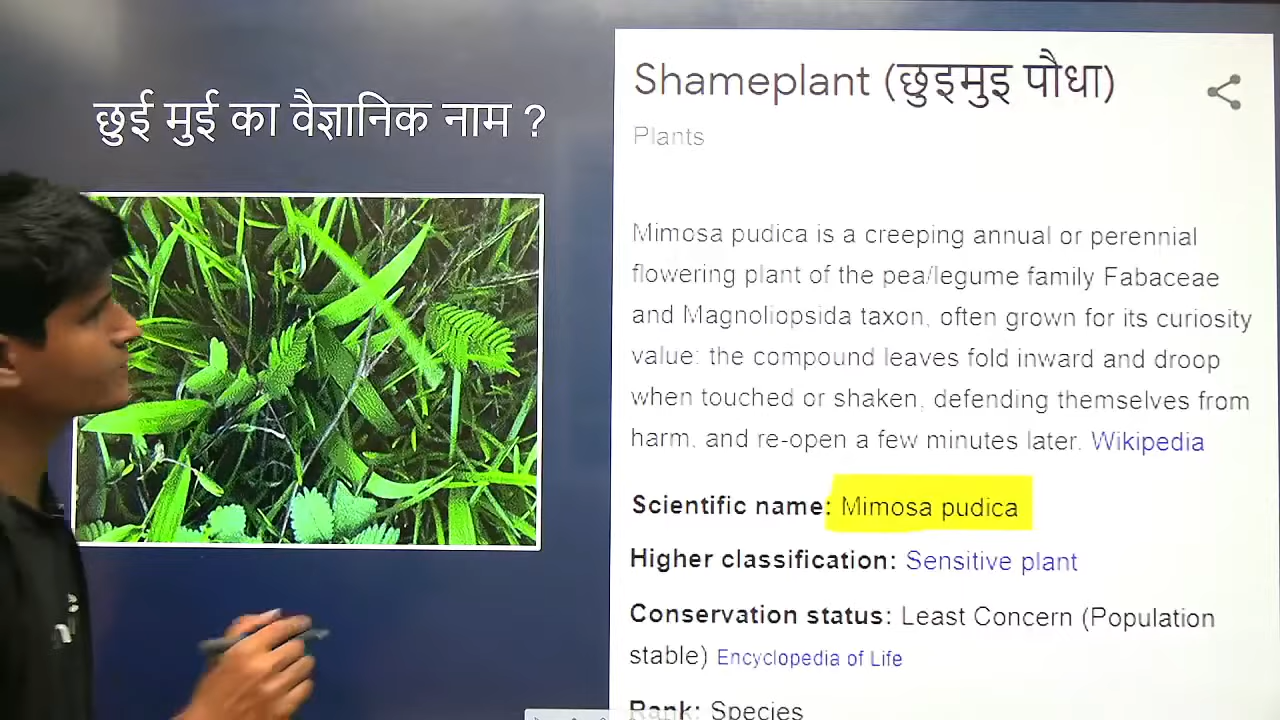 छुई मुई का वैज्ञानिक नाम ?
Shameplant (छुइमुइ पौधा)
Plants
Mimosa pudica is a creeping annual or perennial
flowering plant of the pea/legume family Fabaceae
and Magnoliopsida taxon, often grown for its curiosity
value: the compound leaves fold inward and droop
when touched or shaken, defending themselves from
harm, and re-open a few minutes later. Wikipedia
Scientific name: Mimosa pudica
Higher classification: Sensitive plant
Conservation status: Least Concern (Population
stable) Encyclopedia of Life
Rank: Species